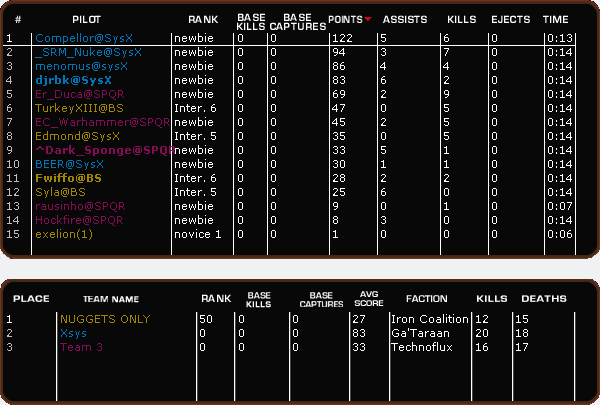 # PILOT RANK BASE KILLS BASE CAPTURES POINTS ASSISTS KILLS EJECTS TIME
1 Compellor@SysX newbie 0 0 122 5 6 0 0:13
2 _SRM_Nuke@SysX newbie 0 0 94 3 7 0 0:14
3 menomus@sysX newbie 0 0 86 4 4 0 0:14
4 djrbk@SysX newbie 0 0 83 6 2 0 0:14
5 Er_Duca@SPQR newbie 0 0 69 2 9 0 0:14
6 TurkeyXIII@BS Inter. 6 0 0 47 0 5 0 0:14
7 EC_Warhammer@SPQR newbie 0 0 45 2 5 0 0:14
8 Edmond@SysX Inter. 5 0 0 35 0 5 0 0:14
9 ^Dark_Sponge@SPQR newbie 0 0 33 5 1 0 0:14
10 BEER@SysX newbie 0 0 30 1 1 0 0:14
11 Fwiffo@BS Inter. 6 0 0 28 2 2 0 0:14
12 Syla@BS Inter. 5 0 0 25 6 0 0 0:14
13 rausinho@SPQR newbie 0 0 9 0 1 0 0:07
14 Hockfire@SPQR newbie 0 0 8 3 0 0 0:14
15 exelion(1) novice 1 0 0 1 0 0 0 0:06
PLACE TEAM NAME RANK BASE KILLS BASE CAPTURES AVG SCORE FACTION KILLS DEATHS
1 NUGGETS ONLY 50 0 0 27 Iron Coalition 12 15
2 Xsys 0 0 0 83 Ga'Taraan 20 18
3 Team 3 0 0 0 33 Technoflux 16 17